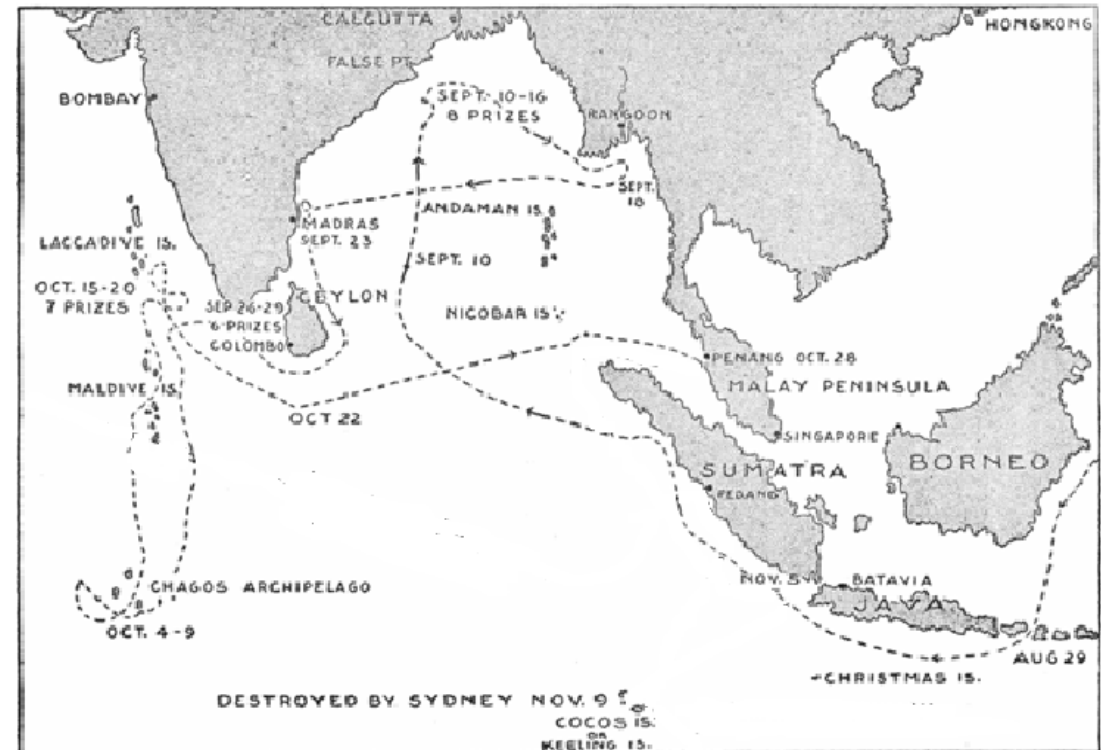 CALCUTTA
HONGKONG
FALSE PT.
BOMBAY
SEPT. 10-16
8 PRIZES
RANGOON
SEPT.
18
ANDAMAN IS.
MADRAS
SEPT. 23
LACCADIVE IS.
SEPT. 10
OCT. 15-20
7 PRIZES
CEYLON
SEP. 26-29
6 PRIZES
COLOMBO
NICOBAR IS
PENANG OCT. 28
MALAY PENINSULA
MALDIVE IS.
OCT 22
SINGAPORE
BORNEO
SUMATRA
PEDANG
CHAGOS ARCHIPELAGO
OCT. 4-9
NOV. 5
BATAVIA
JAVA
AUG 29
CHRISTMAS IS.
DESTROYED BY SYDNEY NOV. 9
COCOS IS.
OR
KEELING IS.